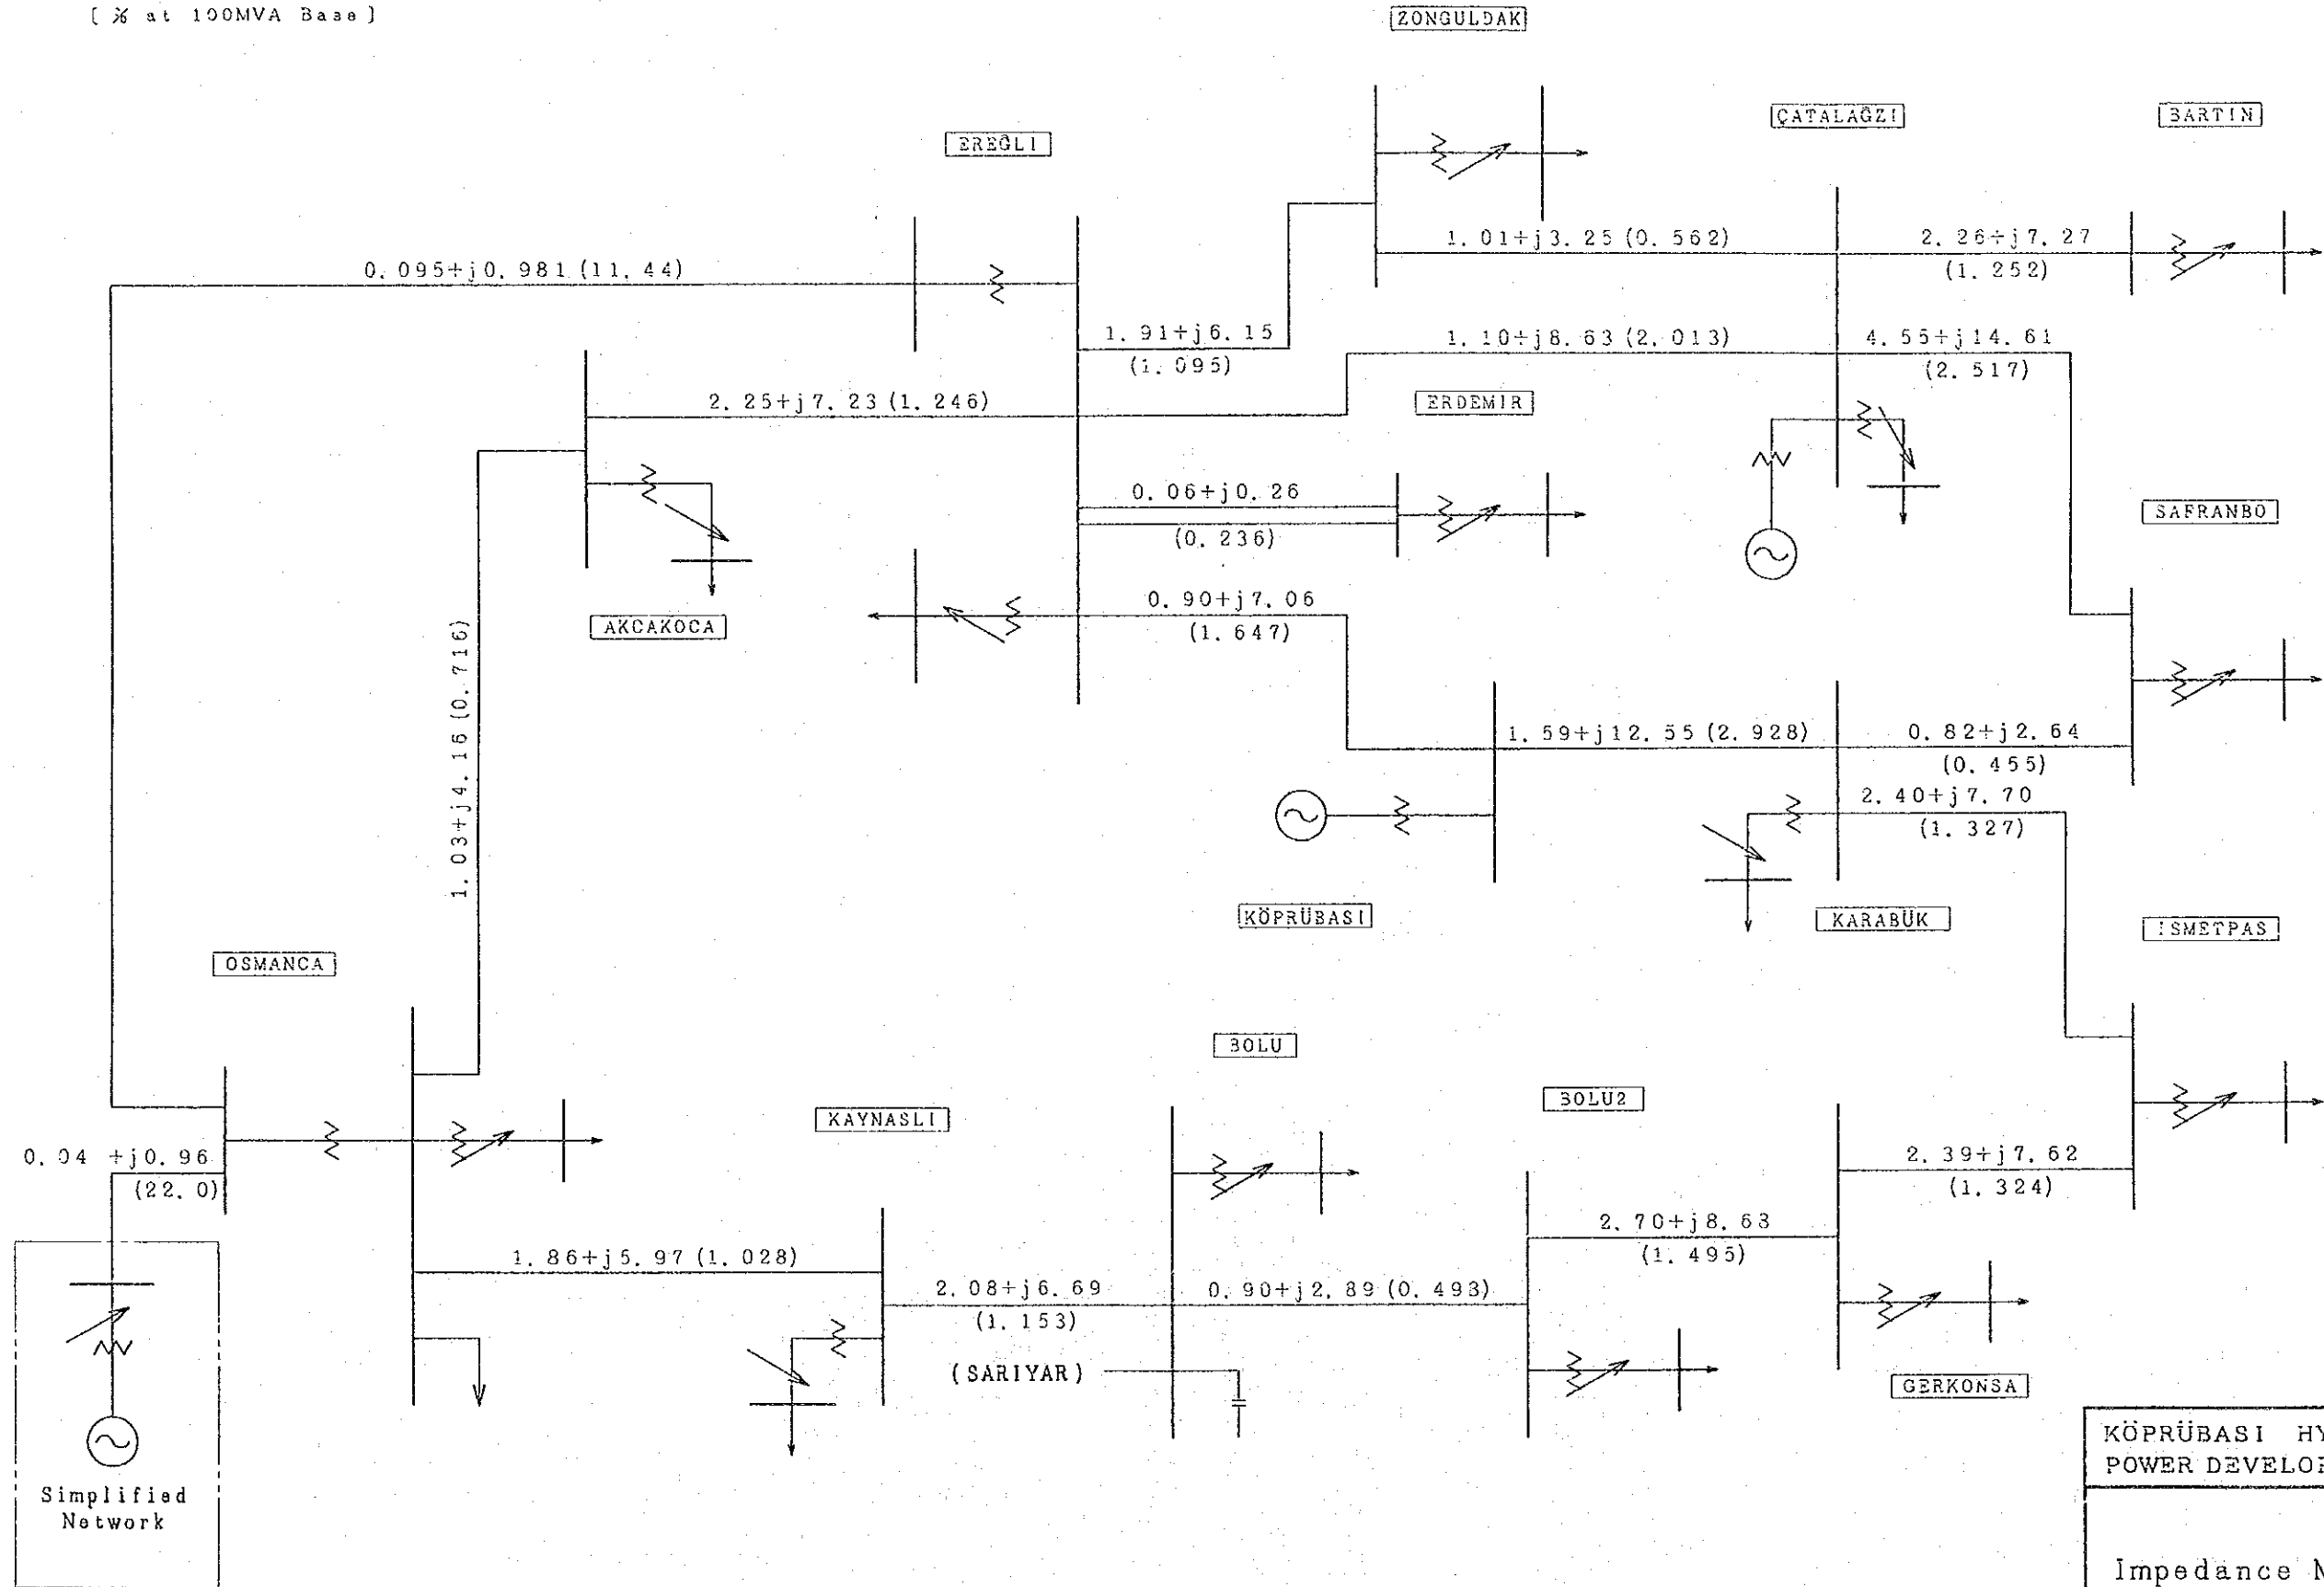 [ % at 100MVA Base ]
ZONGULDAK
ÇATALAĞZI
BARTIN
EREĞLI
0.095+j0.981 (11.44)
1.01+j3.25 (0.562)
2.26+j7.27
(1.252)
1.91+j6.15
(1.095)
1.10+j8.63 (2.013)
4.55+j14.61
(2.517)
2.25+j7.23 (1.246)
ERDEMIR
0.06+j0.26
(0.236)
SAFRANBO
AKCAKOCA
0.90+j7.06
(1.647)
1.03+j4.16 (0.716)
1.59+j12.55 (2.928)
0.82+j2.64
(0.455)
2.40+j7.70
(1.327)
KÖPRÜBASI
KARABÜK
ISMETPAS
OSMANCA
BOLU
BOLU2
KAYNASLI
0.04 +j0.96
(22.0)
2.39+j7.62
(1.324)
2.70+j8.63
(1.495)
1.86+j5.97 (1.028)
2.08+j6.69
(1.153)
0.90+j2.89 (0.493)
(SARIYAR)
GERKONSA
Simplified
Network
KÖPRÜBASI HY
POWER DEVELOP
Impedance M